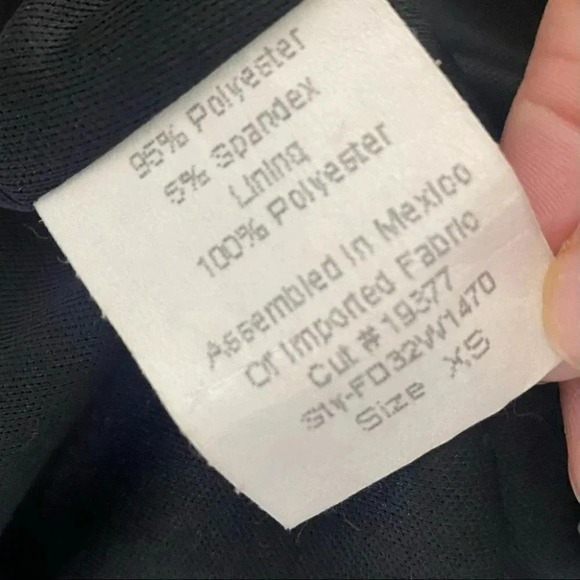 95% Polyester
5% Spandex
Lining
100% Polyester
Assembled In Mexico
Of Imported Fabric
Cut # 19377
Sty-FD32W1470
Size XS